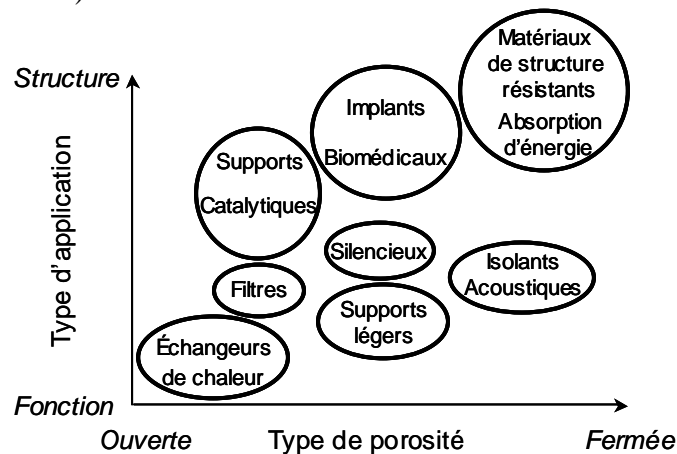 Structure
Type d'application
Fonction
Matériaux
de structure
résistants
Absorption
d'énergie
Implants
Biomédicaux
Supports
Catalytiques
Silencieux
Isolants
Acoustiques
Filtres
Supports
légers
Échangeurs
de chaleur
Ouverte
Type de porosité
Fermée